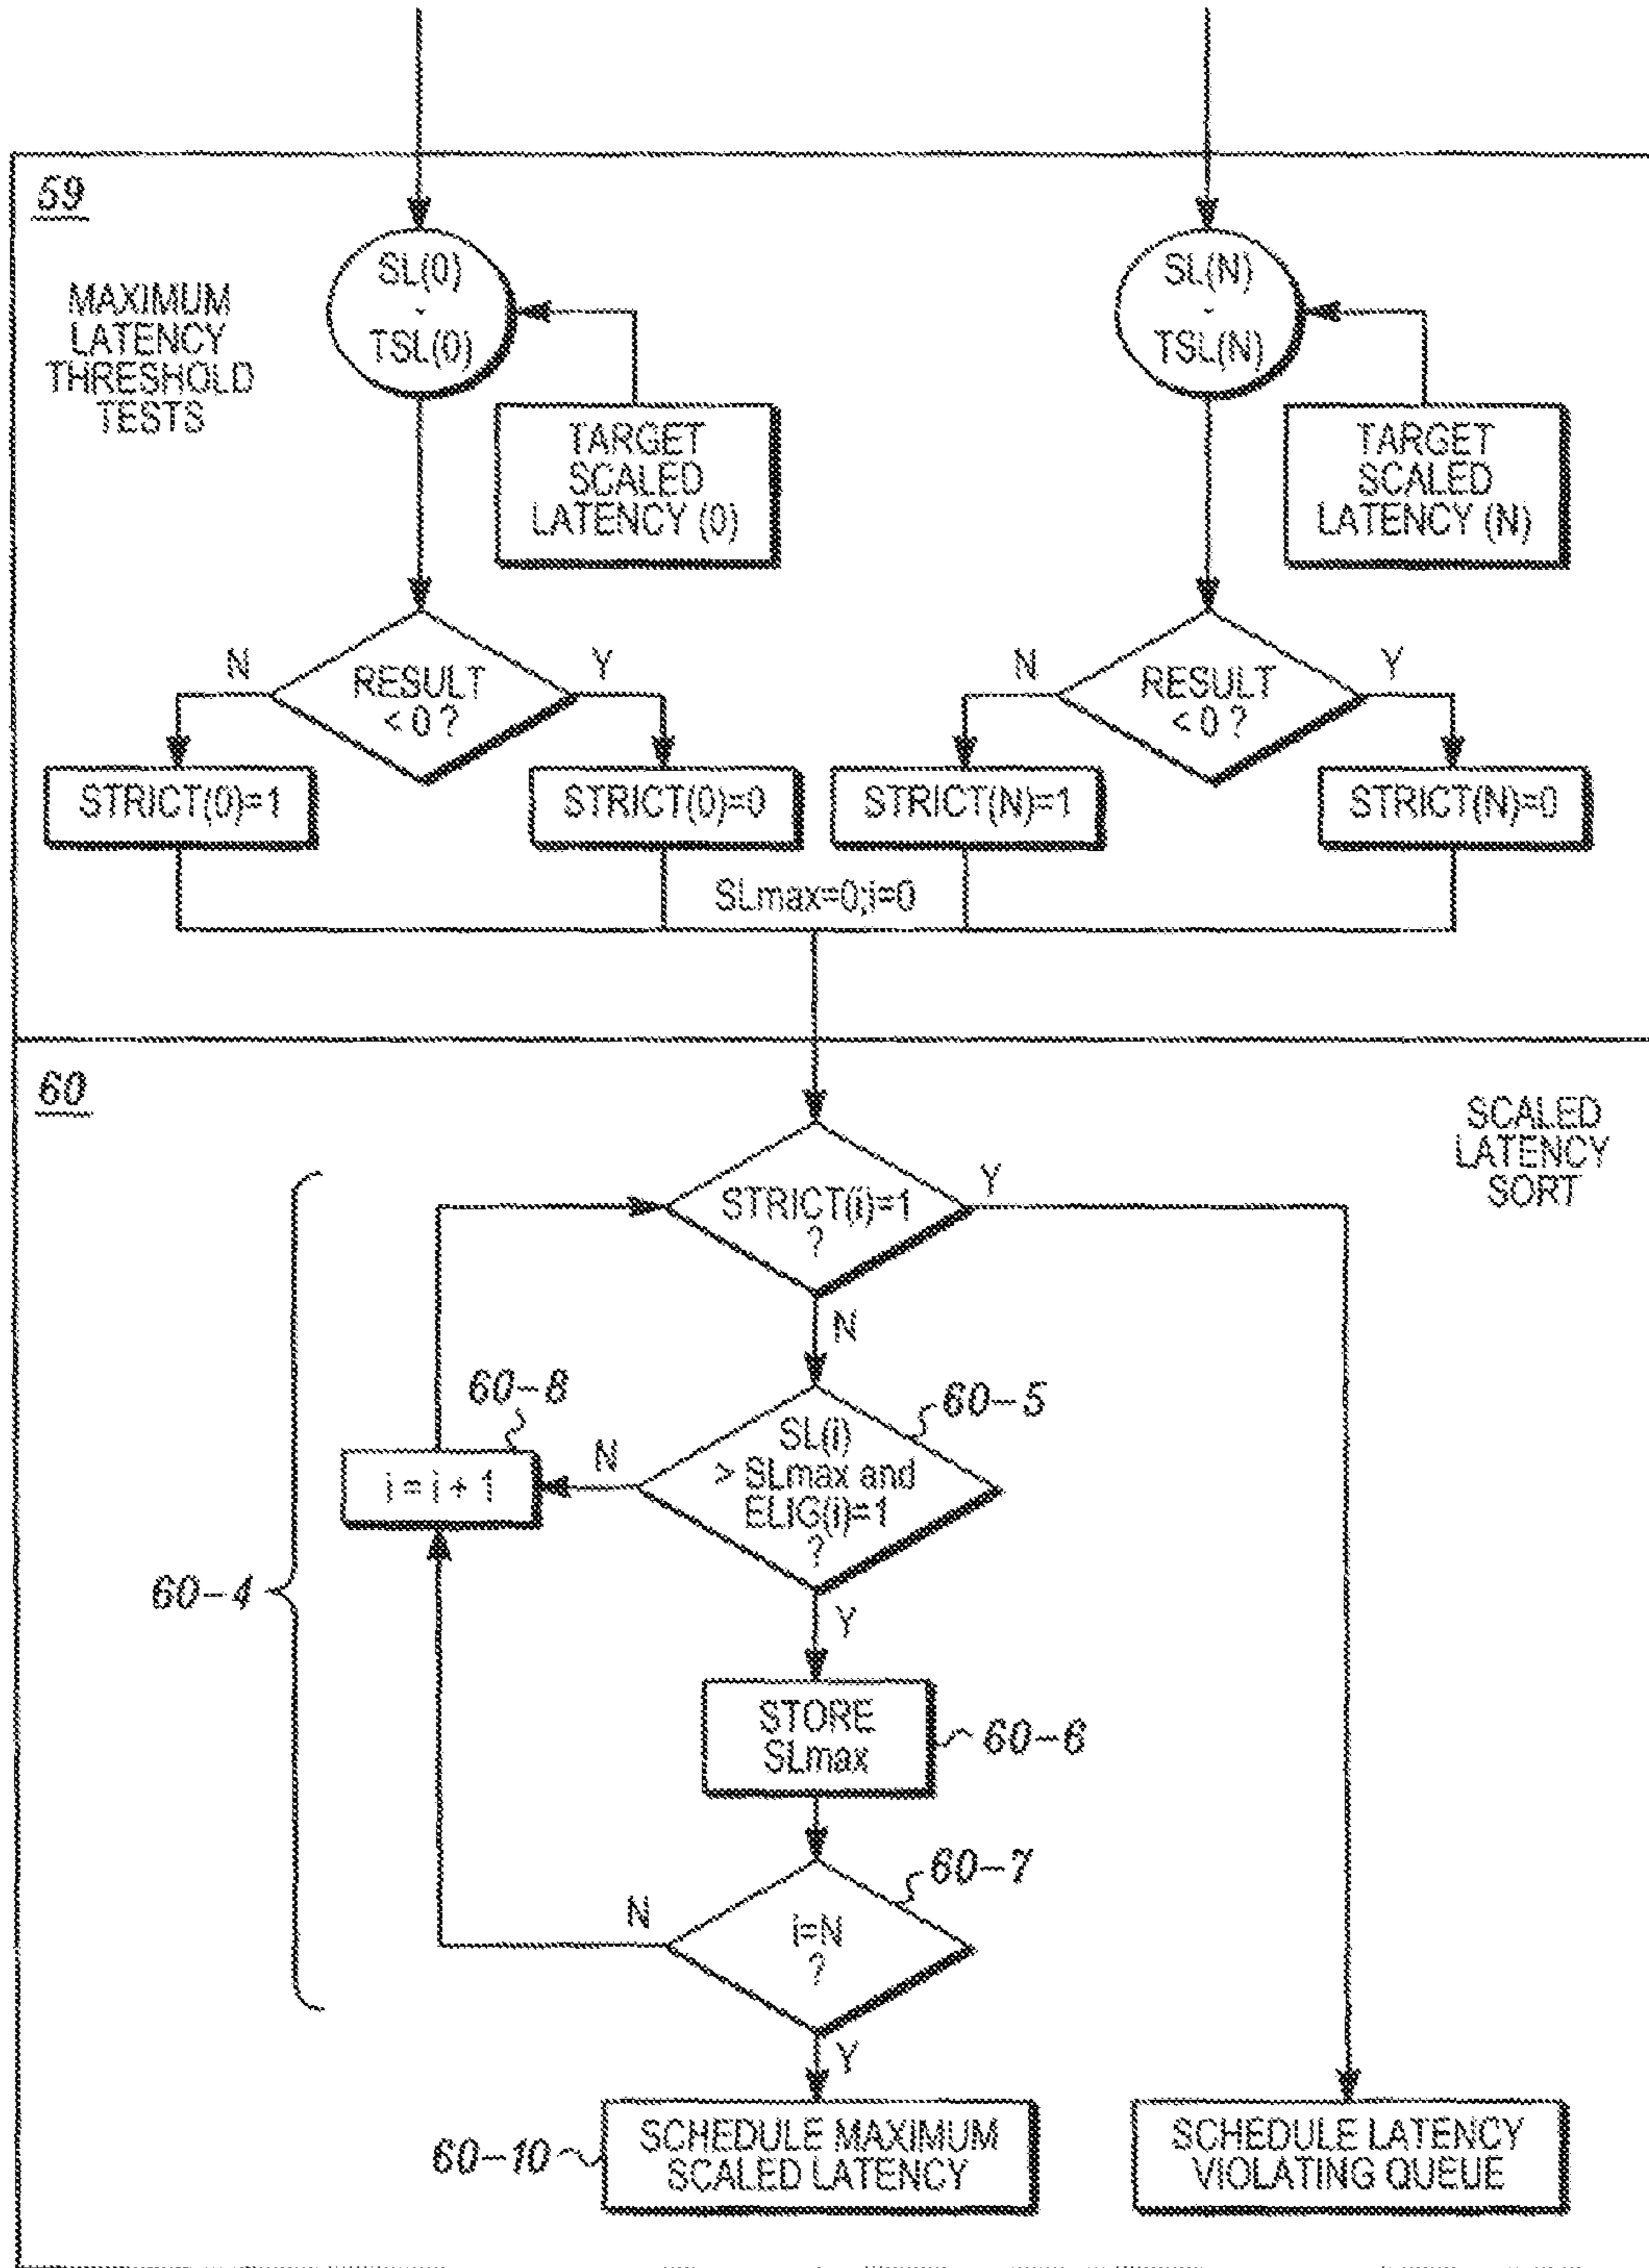 59
MAXIMUM
LATENCY
THRESHOLD
TESTS
SL(0)
-
TSL(0)
TARGET
SCALED
LATENCY (0)
SL(N)
-
TSL(N)
TARGET
SCALED
LATENCY (N)
N
RESULT
< 0 ?
Y
N
RESULT
< 0 ?
Y
STRICT(0)=1
STRICT(0)=0
STRICT(N)=1
STRICT(N)=0
SLmax=0;i=0
60
SCALED
LATENCY
SORT
STRICT(i)=1
?
Y
N
60-8
i = i + 1
N
SL(i)
> SLmax and
ELIG(i)=1
?
60-5
60-4
Y
STORE
SLmax
60-6
N
i=N
?
60-7
Y
60-10
SCHEDULE MAXIMUM
SCALED LATENCY
SCHEDULE LATENCY
VIOLATING QUEUE